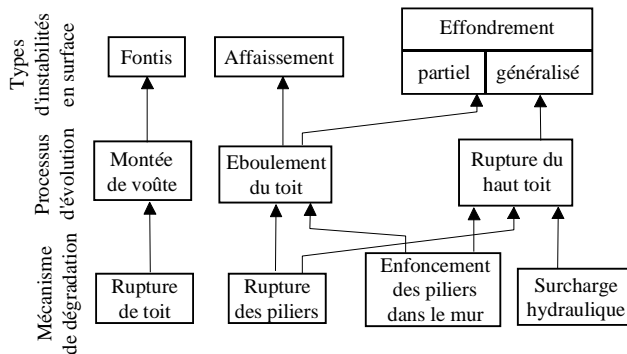 Types
d'instabilités
en surface
Fontis
Affaissement
Effondrement
partiel
généralisé
Processus
d'évolution
Montée
de voûte
Eboulement
du toit
Rupture du
haut toit
Mécanisme
de dégradation
Rupture
de toit
Rupture
des piliers
Enfoncement
des piliers
dans le mur
Surcharge
hydraulique